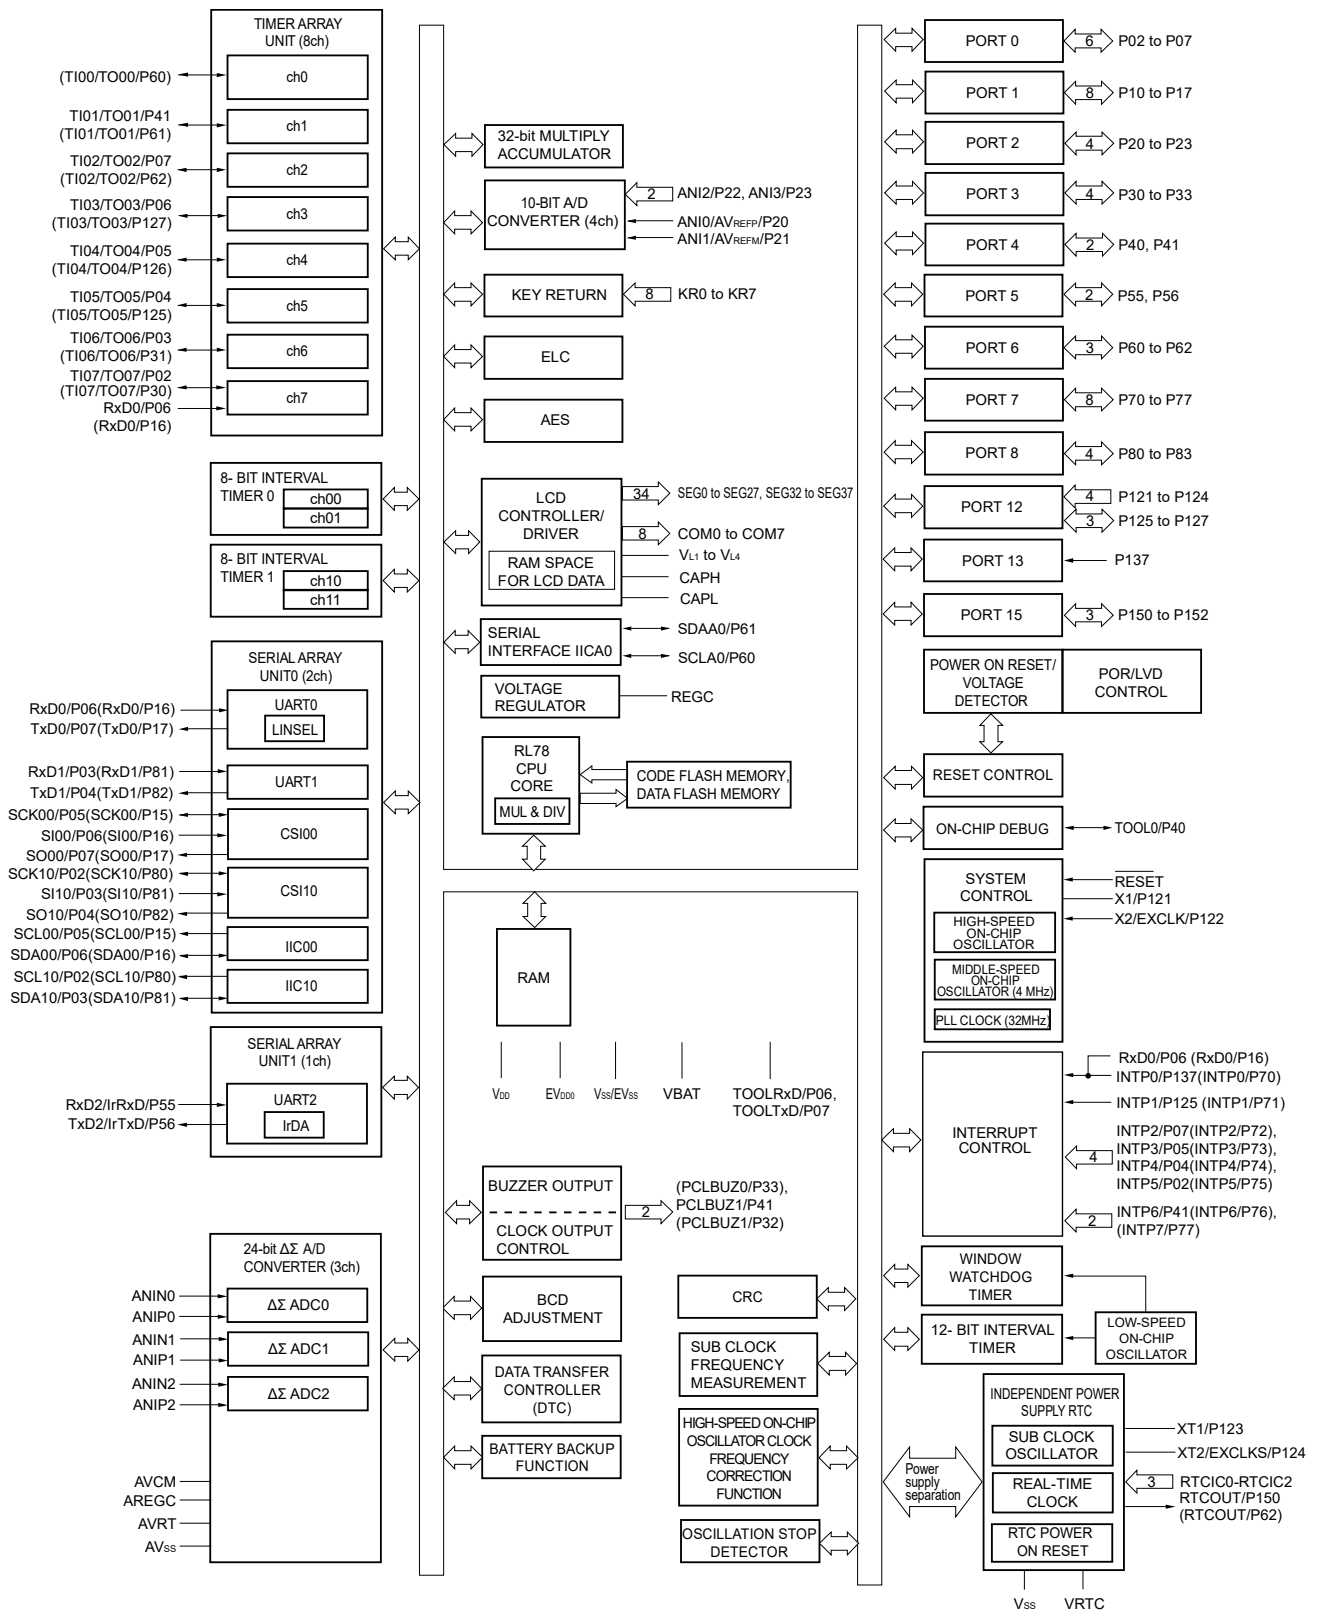 TIMER ARRAY
UNIT (8ch)
(TI00/TO00/P60)
ch0
TI01/TO01/P41
(TI01/TO01/P61)
ch1
TI02/TO02/P07
(TI02/TO02/P62)
ch2
TI03/TO03/P06
(TI03/TO03/P127)
ch3
TI04/TO04/P05
(TI04/TO04/P126)
ch4
TI05/TO05/P04
(TI05/TO05/P125)
ch5
TI06/TO06/P03
(TI06/TO06/P31)
ch6
TI07/TO07/P02
(TI07/TO07/P30)
RxD0/P06
(RxD0/P16)
ch7
8- BIT INTERVAL
TIMER 0
ch00
ch01
8- BIT INTERVAL
TIMER 1
ch10
ch11
SERIAL ARRAY
UNIT0 (2ch)
RxD0/P06(RxD0/P16)
TxD0/P07(TxD0/P17)
UART0
LINSEL
RxD1/P03(RxD1/P81)
TxD1/P04(TxD1/P82)
UART1
SCK00/P05(SCK00/P15)
SI00/P06(SI00/P16)
SO00/P07(SO00/P17)
CSI00
SCK10/P02(SCK10/P80)
SI10/P03(SI10/P81)
SO10/P04(SO10/P82)
CSI10
SCL00/P05(SCL00/P15)
SDA00/P06(SDA00/P16)
IIC00
SCL10/P02(SCL10/P80)
SDA10/P03(SDA10/P81)
IIC10
SERIAL ARRAY
UNIT1 (1ch)
RxD2/IrRxD/P55
TxD2/IrTxD/P56
UART2
IrDA
24-bit ΔΣ A/D
CONVERTER (3ch)
ANIN0
ANIP0
ΔΣ ADC0
ANIN1
ANIP1
ΔΣ ADC1
ANIN2
ANIP2
ΔΣ ADC2
AVCM
AREGC
AVRT
AVSS
32-bit MULTIPLY
ACCUMULATOR
10-BIT A/D
CONVERTER (4ch)
2
ANI2/P22, ANI3/P23
ANI0/AVREFP/P20
ANI1/AVREFM/P21
KEY RETURN
8
KR0 to KR7
ELC
AES
LCD
CONTROLLER/
DRIVER
RAM SPACE
FOR LCD DATA
34
SEG0 to SEG27, SEG32 to SEG37
8
COM0 to COM7
VL1 to VL4
CAPH
CAPL
SERIAL
INTERFACE IICA0
SDAA0/P61
SCLA0/P60
VOLTAGE
REGULATOR
REGC
RL78
CPU
CORE
MUL & DIV
CODE FLASH MEMORY,
DATA FLASH MEMORY
RAM
VDD
EVDD0
VSS/EVSS
VBAT
TOOLRxD/P06,
TOOLTxD/P07
BUZZER OUTPUT
CLOCK OUTPUT
CONTROL
2
(PCLBUZ0/P33),
PCLBUZ1/P41
(PCLBUZ1/P32)
BCD
ADJUSTMENT
DATA TRANSFER
CONTROLLER
(DTC)
BATTERY BACKUP
FUNCTION
CRC
SUB CLOCK
FREQUENCY
MEASUREMENT
HIGH-SPEED ON-CHIP
OSCILLATOR CLOCK
FREQUENCY
CORRECTION
FUNCTION
OSCILLATION STOP
DETECTOR
PORT 0
6
P02 to P07
PORT 1
8
P10 to P17
PORT 2
4
P20 to P23
PORT 3
4
P30 to P33
PORT 4
2
P40, P41
PORT 5
2
P55, P56
PORT 6
3
P60 to P62
PORT 7
8
P70 to P77
PORT 8
4
P80 to P83
PORT 12
4
P121 to P124
3
P125 to P127
PORT 13
P137
PORT 15
3
P150 to P152
POWER ON RESET/
VOLTAGE
DETECTOR
POR/LVD
CONTROL
RESET CONTROL
ON-CHIP DEBUG
TOOL0/P40
SYSTEM
CONTROL
RESET
X1/P121
X2/EXCLK/P122
HIGH-SPEED
ON-CHIP
OSCILLATOR
MIDDLE-SPEED
ON-CHIP
OSCILLATOR (4 MHz)
PLL CLOCK (32MHz)
INTERRUPT
CONTROL
RxD0/P06 (RxD0/P16)
INTP0/P137(INTP0/P70)
INTP1/P125 (INTP1/P71)
4
INTP2/P07(INTP2/P72),
INTP3/P05(INTP3/P73),
INTP4/P04(INTP4/P74),
INTP5/P02(INTP5/P75)
2
INTP6/P41(INTP6/P76),
(INTP7/P77)
WINDOW
WATCHDOG
TIMER
12- BIT INTERVAL
TIMER
LOW-SPEED
ON-CHIP
OSCILLATOR
Power
supply
separation
INDEPENDENT POWER
SUPPLY RTC
SUB CLOCK
OSCILLATOR
REAL-TIME
CLOCK
RTC POWER
ON RESET
XT1/P123
XT2/EXCLKS/P124
3
RTCIC0-RTCIC2
RTCOUT/P150
(RTCOUT/P62)
VSS
VRTC